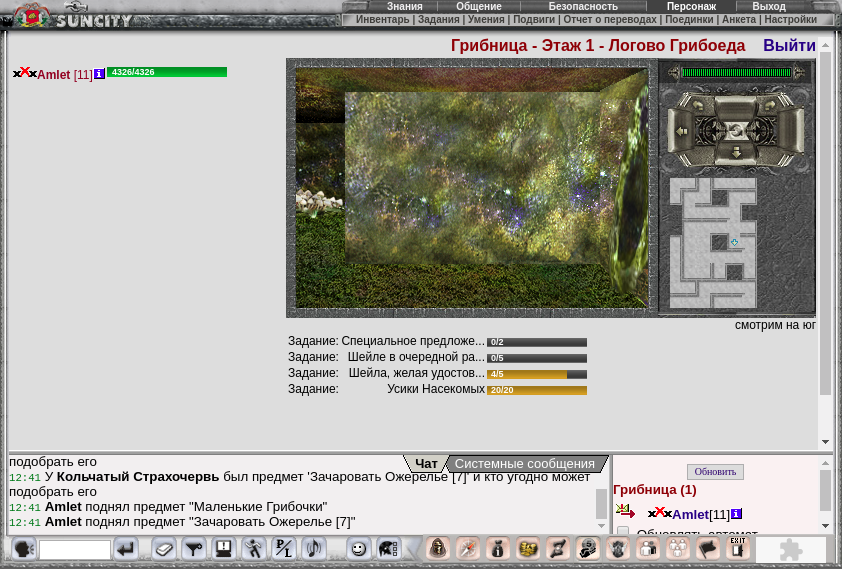 SUNCITY
Знания Общение Безопасность Персонаж Выход
Инвентарь | Задания | Умения | Подвиги | Отчет о переводах | Поединки | Анкета | Настройки
Грибница - Этаж 1 - Логово Грибоеда Выйти
Amlet [11] 4326/4326
смотрим на юг
Задание: Специальное предложе... 0/2
Задание: Шейле в очередной ра... 0/5
Задание: Шейла, желая удостов... 4/5
Задание: Усики Насекомых 20/20
Чат Системные сообщения
подобрать его
12:41 У Кольчатый Страхочервь был предмет 'Зачаровать Ожерелье [7]' и кто угодно может
подобрать его
12:41 Amlet поднял предмет "Маленькие Грибочки"
12:41 Amlet поднял предмет "Зачаровать Ожерелье [7]"
Обновить
Грибница (1)
Amlet[11]
Обновлять автомат.
P/L
EXIT